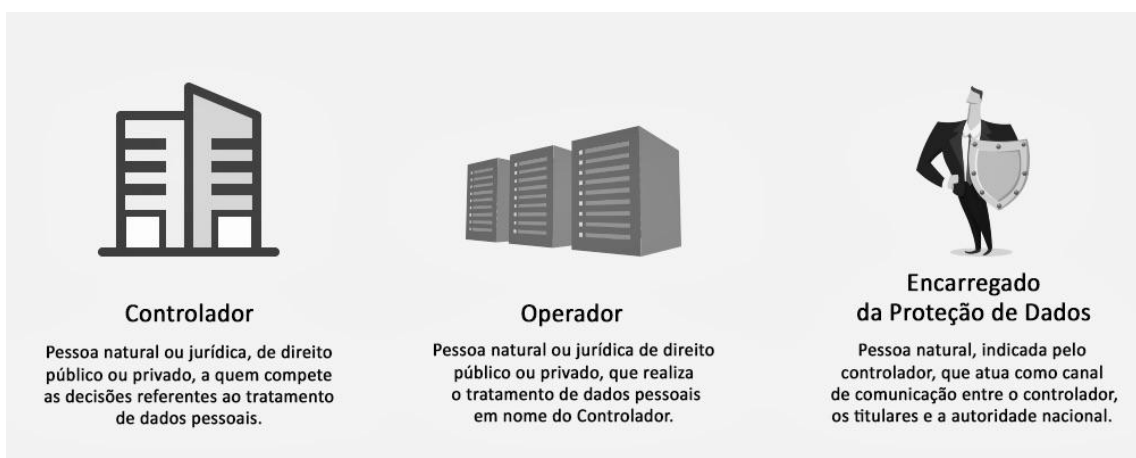 Controlador
Pessoa natural ou jurídica, de direito
público ou privado, a quem compete
as decisões referentes ao tratamento
de dados pessoais.
Operador
Pessoa natural ou jurídica de direito
público ou privado, que realiza
o tratamento de dados pessoais
em nome do Controlador.
Encarregado
da Proteção de Dados
Pessoa natural, indicada pelo
controlador, que atua como canal
de comunicação entre o controlador,
os titulares e a autoridade nacional.